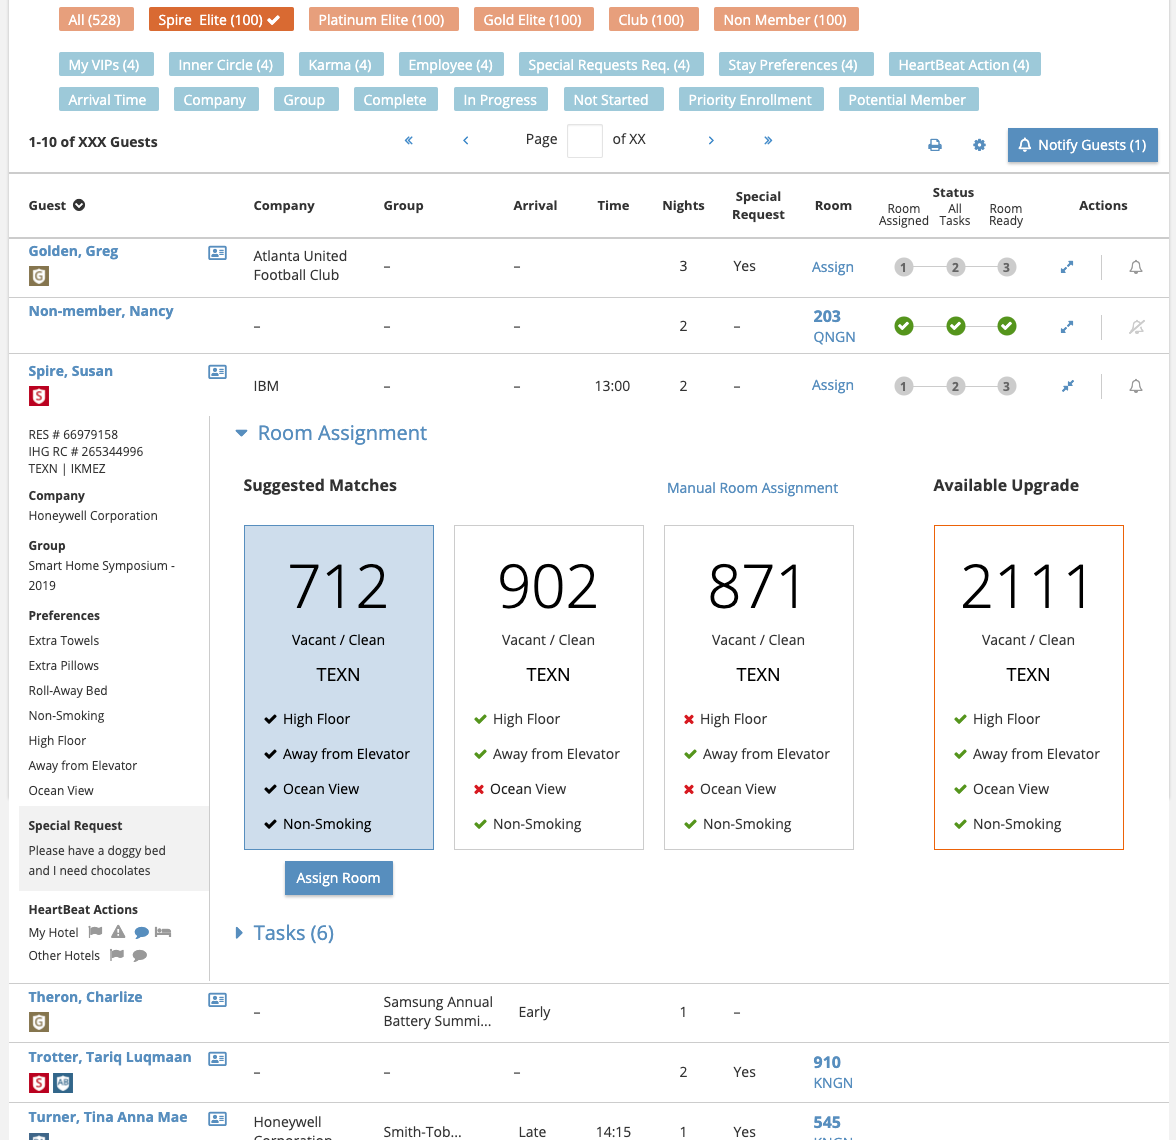 All (528) Spire Elite (100) Platinum Elite (100) Gold Elite (100) Club (100) Non Member (100)
My VIPs (4) Inner Circle (4) Karma (4) Employee (4) Special Requests Req. (4) Stay Preferences (4) HeartBeat Action (4)
Arrival Time Company Group Complete In Progress Not Started Priority Enrollment Potential Member
1-10 of XXX Guests « ‹ Page of XX › » Notify Guests (1)
Guest Company Group Arrival Time Nights Special Request Room Status Actions
Room Assigned All Tasks Room Ready
Golden, Greg
G
Atlanta United
Football Club
– – 3 Yes Assign 1 2 3
Non-member, Nancy
– – – 2 – 203
QNGN
Spire, Susan
S
IBM – – 13:00 2 – Assign 1 2 3
RES # 66979158
IHG RC # 265344996
TEXN | IKMEZ
Company
Honeywell Corporation
Group
Smart Home Symposium -
2019
Preferences
Extra Towels
Extra Pillows
Roll-Away Bed
Non-Smoking
High Floor
Away from Elevator
Ocean View
Special Request
Please have a doggy bed
and I need chocolates
HeartBeat Actions
My Hotel
Other Hotels
Room Assignment
Suggested Matches Manual Room Assignment Available Upgrade
712
Vacant / Clean
TEXN
High Floor
Away from Elevator
Ocean View
Non-Smoking
Assign Room
902
Vacant / Clean
TEXN
High Floor
Away from Elevator
Ocean View
Non-Smoking
871
Vacant / Clean
TEXN
High Floor
Away from Elevator
Ocean View
Non-Smoking
2111
Vacant / Clean
TEXN
High Floor
Away from Elevator
Ocean View
Non-Smoking
Tasks (6)
Theron, Charlize
G
– Samsung Annual
Battery Summi...
Early 1 –
Trotter, Tariq Luqmaan
S AB
– – – 2 Yes 910
KNGN
Turner, Tina Anna Mae
Honeywell
Corporation
Smith-Tob... Late 14:15 1 Yes 545